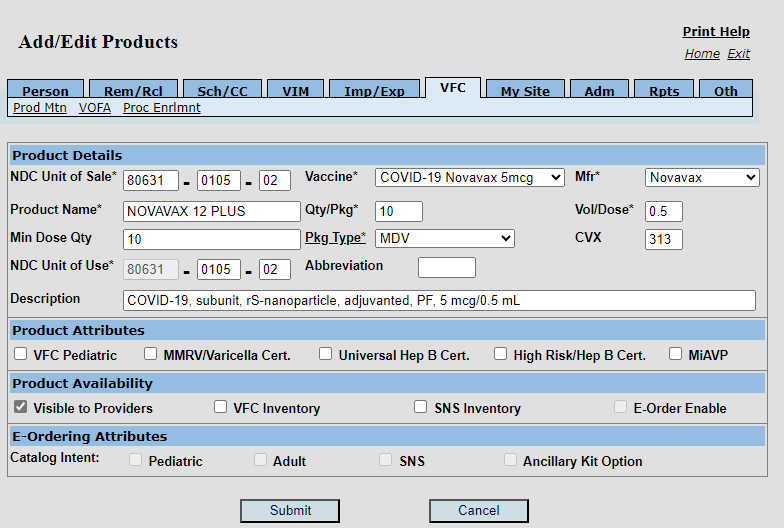 Add/Edit Products
Print Help
Home Exit
Person Rem/Rcl Sch/CC VIM Imp/Exp VFC My Site Adm Rpts Oth
Prod Mtn VOFA Proc Enrlmnt
Product Details
NDC Unit of Sale* 80631 - 0105 - 02 Vaccine* COVID-19 Novavax 5mcg Mfr* Novavax
Product Name* NOVAVAX 12 PLUS Qty/Pkg* 10 Vol/Dose* 0.5
Min Dose Qty 10 Pkg Type* MDV CVX 313
NDC Unit of Use* 80631 - 0105 - 02 Abbreviation
Description COVID-19, subunit, rS-nanoparticle, adjuvanted, PF, 5 mcg/0.5 mL
Product Attributes
VFC Pediatric MMRV/Varicella Cert. Universal Hep B Cert. High Risk/Hep B Cert. MiAVP
Product Availability
Visible to Providers VFC Inventory SNS Inventory E-Order Enable
E-Ordering Attributes
Catalog Intent: Pediatric Adult SNS Ancillary Kit Option
Submit Cancel